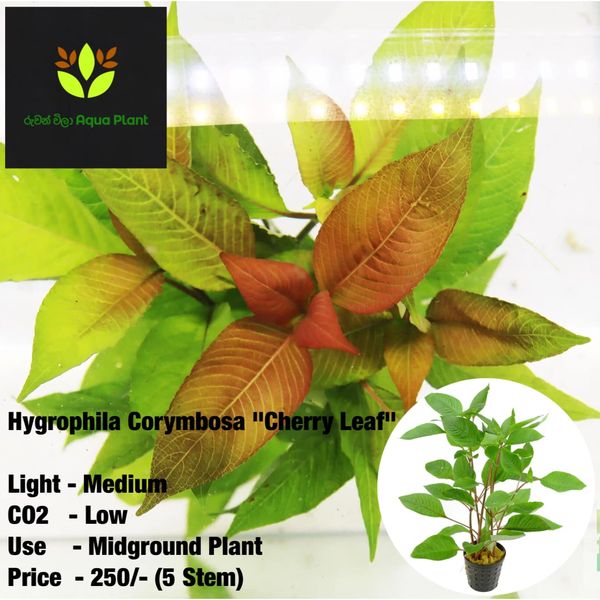 රුවන් විලා Aqua Plant
Hygrophila Corymbosa "Cherry Leaf"
Light - Medium
CO2 - Low
Use - Midground Plant
Price - 250/- (5 Stem)